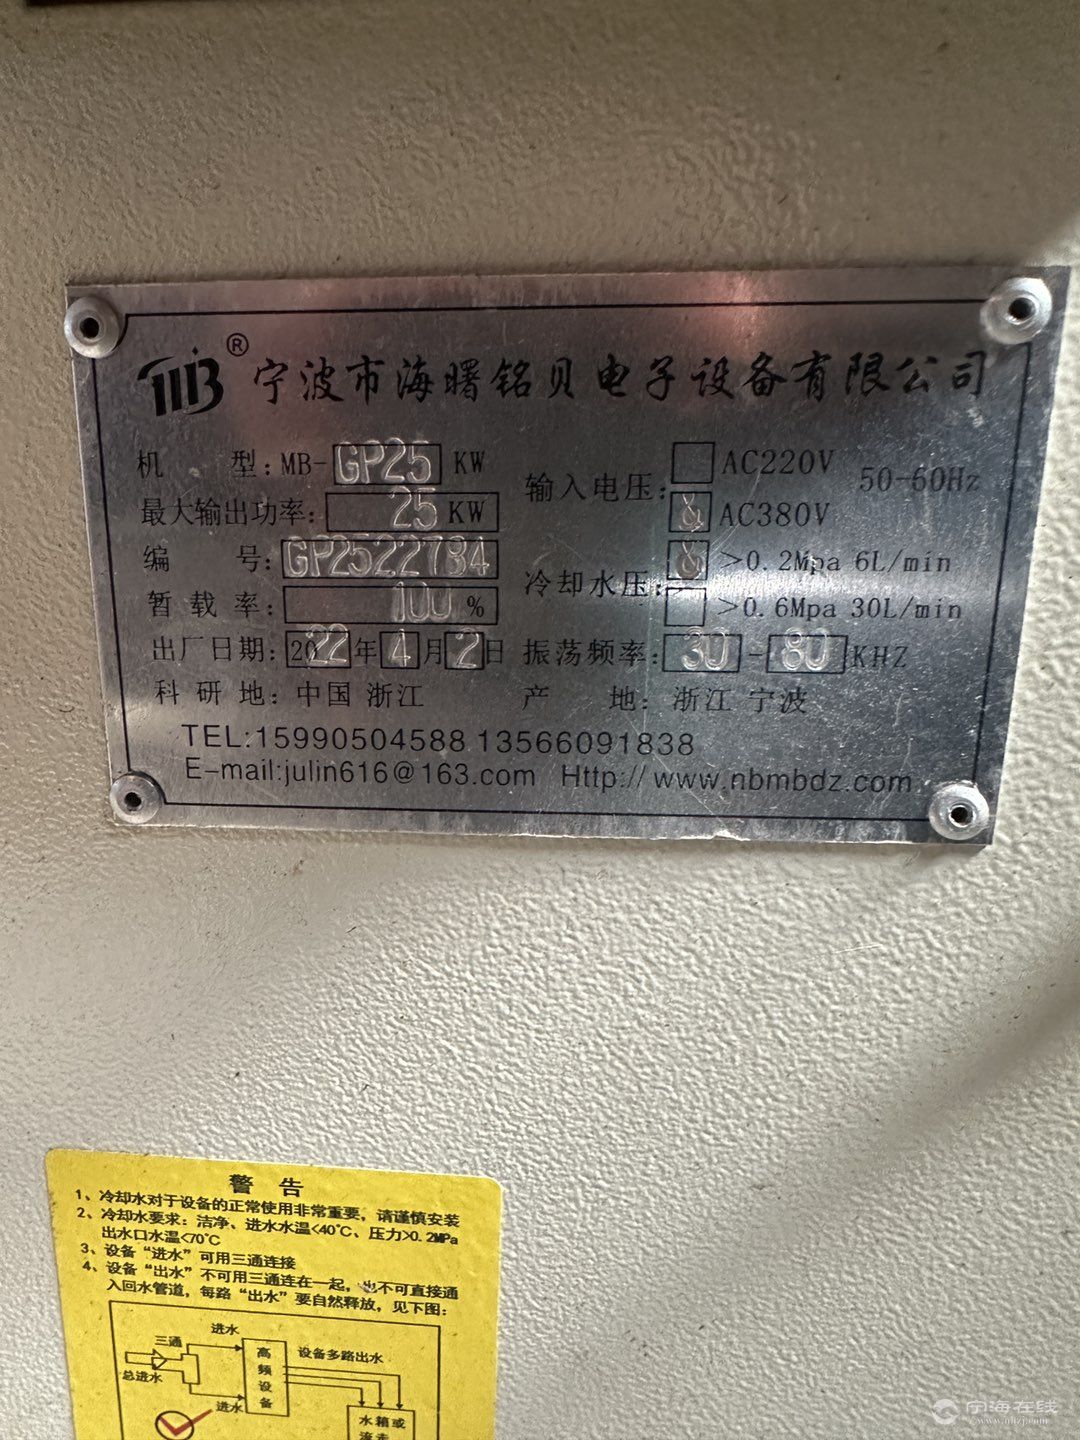 MB® 宁波市海曙铭贝电子设备有限公司
机 型: MB-GP25 KW
最大输出功率: 25 KW
编 号: GP2522784
暂 载 率: 100 %
出厂日期: 2022年4月2日
科 研 地: 中国 浙江
输入电压: AC220V 50-60Hz
AC380V
冷却水压: >0.2Mpa 6L/min
>0.6Mpa 30L/min
振荡频率: 30-80KHZ
产 地: 浙江 宁波
TEL:15990504588 13566091838
E-mail:julin616@163.com Http://www.nbmbdz.com
警 告
1、冷却水对于设备的正常使用非常重要，请谨慎安装
2、冷却水要求：洁净、进水水温<40℃、压力>0.2MPa
出水口水温<70℃
3、设备“进水”可用三通连接
4、设备“出水”不可用三通连在一起，也不可直接通
入回水管道，每路“出水”要自然释放，见下图：
进水
三通
总进水
进水
高频设备
设备多路出水
水箱或
宁海在线